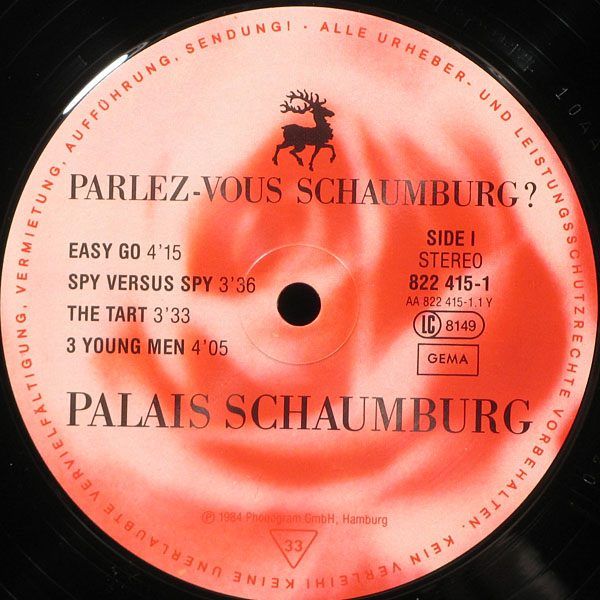 ALLE URHEBER- UND LEISTUNGSSCHUTZRECHTE VORBEHALTEN · KEIN VERLEIH! KEINE UNERLAUBTE VERVIELFÄLTIGUNG, VERMIETUNG, AUFFÜHRUNG, SENDUNG! ·
PARLEZ-VOUS SCHAUMBURG?
EASY GO 4'15
SPY VERSUS SPY 3'36
THE TART 3'33
3 YOUNG MEN 4'05
SIDE I
STEREO
822 415-1
AA 822 415-1.1 Y
LC 8149
GEMA
PALAIS SCHAUMBURG
℗ 1984 Phonogram GmbH, Hamburg
33